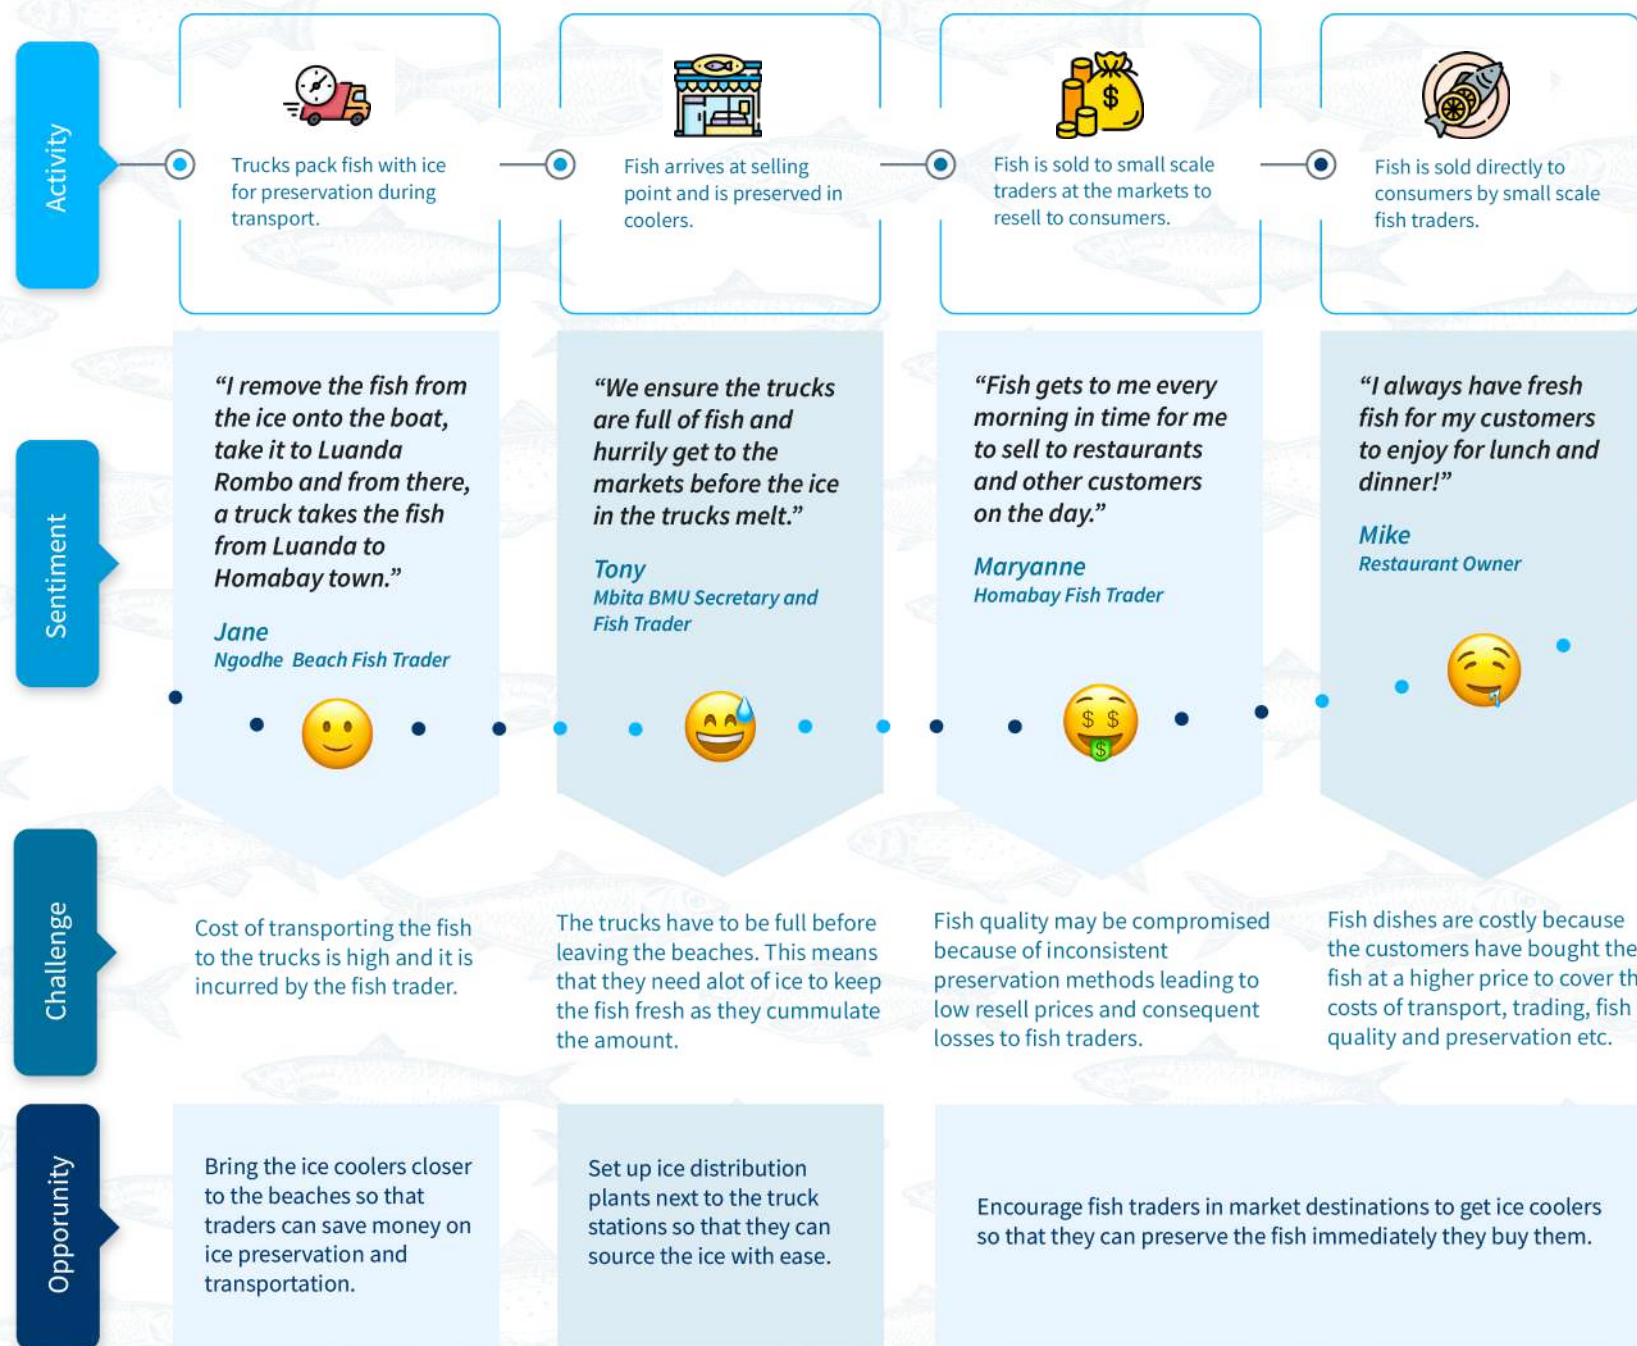 Activity
Trucks pack fish with ice
for preservation during
transport.
Fish arrives at selling
point and is preserved in
coolers.
Fish is sold to small scale
traders at the markets to
resell to consumers.
Fish is sold directly to
consumers by small scale
fish traders.
Sentiment
“I remove the fish from
the ice onto the boat,
take it to Luanda
Rombo and from there,
a truck takes the fish
from Luanda to
Homabay town.”
Jane
Ngodhe Beach Fish Trader
“We ensure the trucks
are full of fish and
hurrily get to the
markets before the ice
in the trucks melt.”
Tony
Mbita BMU Secretary and
Fish Trader
“Fish gets to me every
morning in time for me
to sell to restaurants
and other customers
on the day.”
Maryanne
Homabay Fish Trader
“I always have fresh
fish for my customers
to enjoy for lunch and
dinner!”
Mike
Restaurant Owner
Challenge
Cost of transporting the fish
to the trucks is high and it is
incurred by the fish trader.
The trucks have to be full before
leaving the beaches. This means
that they need alot of ice to keep
the fish fresh as they cummulate
the amount.
Fish quality may be compromised
because of inconsistent
preservation methods leading to
low resell prices and consequent
losses to fish traders.
Fish dishes are costly because
the customers have bought the
fish at a higher price to cover th
costs of transport, trading, fish
quality and preservation etc.
Opporunity
Bring the ice coolers closer
to the beaches so that
traders can save money on
ice preservation and
transportation.
Set up ice distribution
plants next to the truck
stations so that they can
source the ice with ease.
Encourage fish traders in market destinations to get ice coolers
so that they can preserve the fish immediately they buy them.